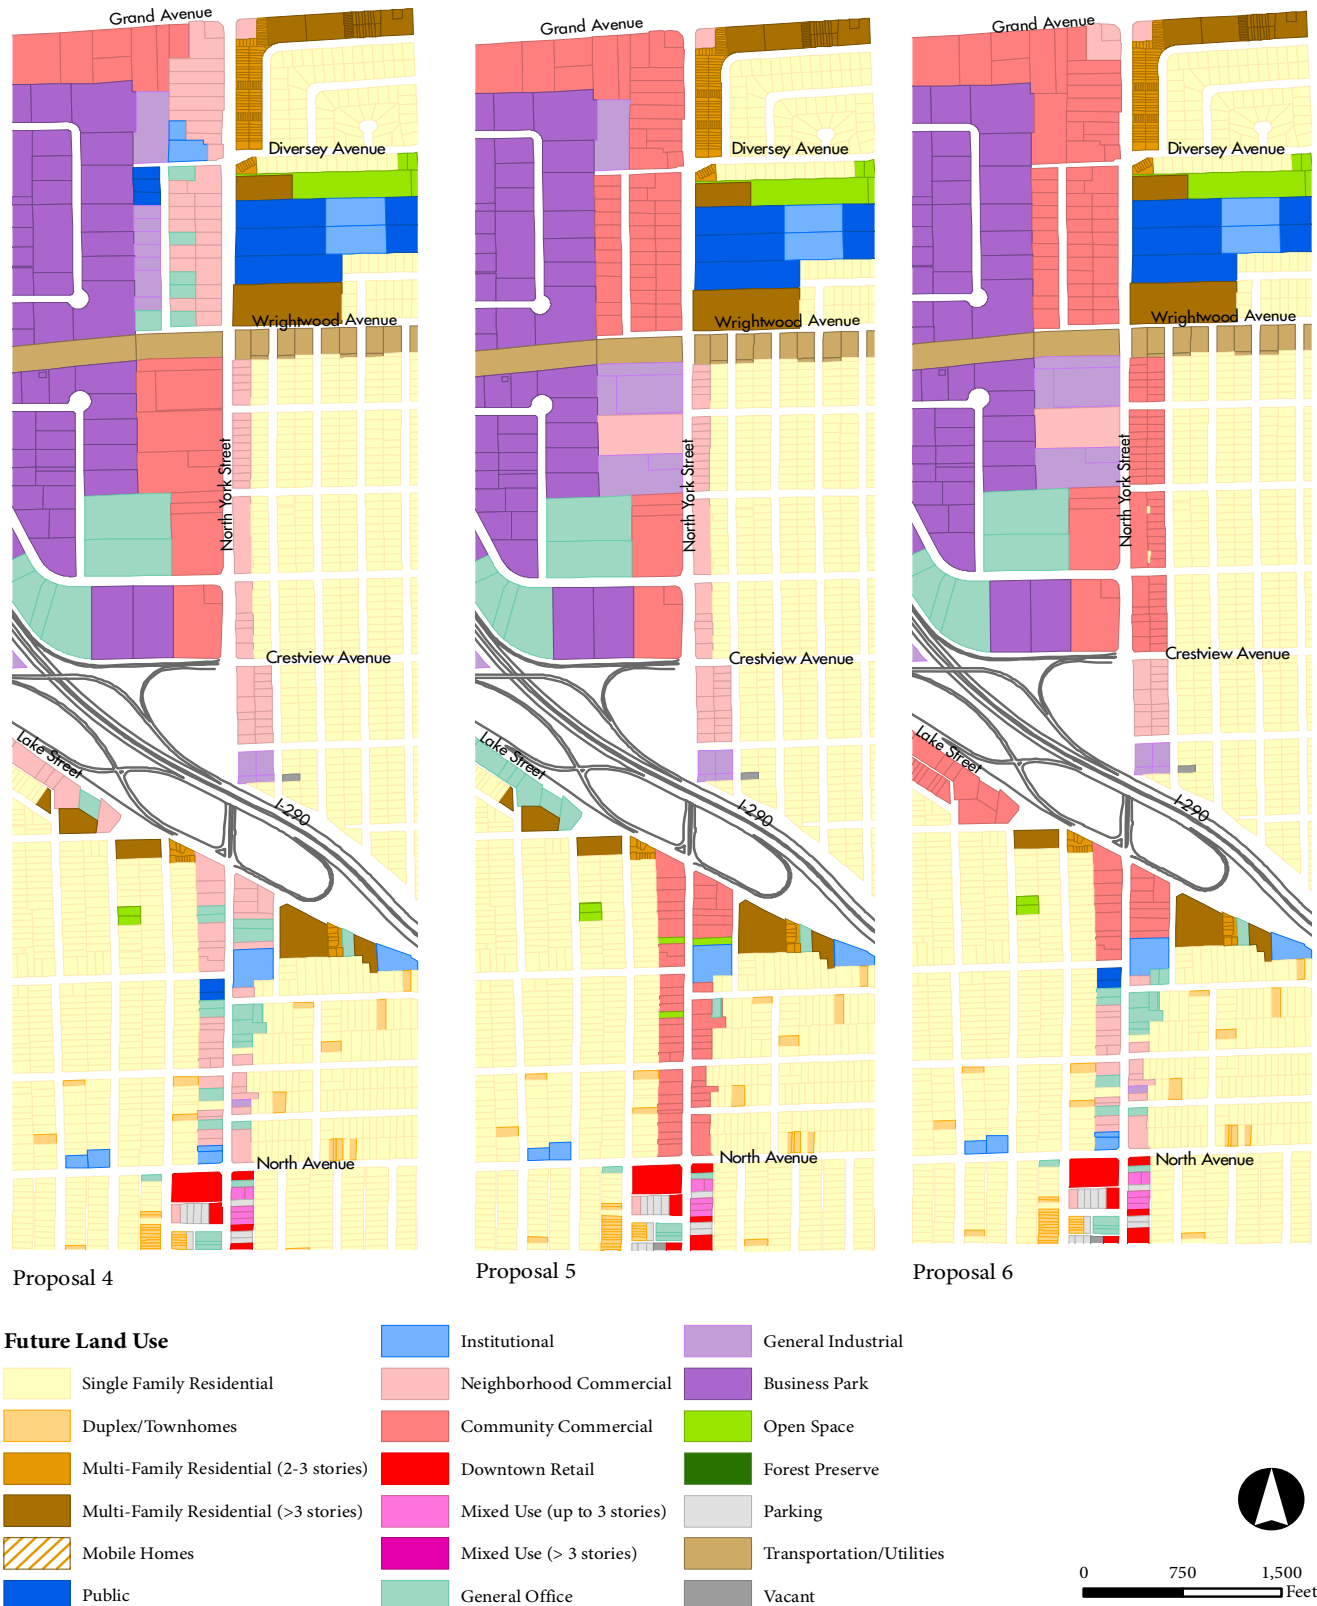 Grand Avenue
Grand Avenue
Grand Avenue
Diversey Avenue
Diversey Avenue
Diversey Avenue
Wrightwood Avenue
Wrightwood Avenue
Wrightwood Avenue
North York Street
North York Street
North York Street
Crestview Avenue
Crestview Avenue
Crestview Avenue
Lake Street
Lake Street
Lake Street
I-290
I-290
I-290
North Avenue
North Avenue
North Avenue
Proposal 4
Proposal 5
Proposal 6
Future Land Use
Single Family Residential
Duplex/Townhomes
Multi-Family Residential (2-3 stories)
Multi-Family Residential (>3 stories)
Mobile Homes
Public
Institutional
Neighborhood Commercial
Community Commercial
Downtown Retail
Mixed Use (up to 3 stories)
Mixed Use (> 3 stories)
General Office
General Industrial
Business Park
Open Space
Forest Preserve
Parking
Transportation/Utilities
Vacant
0 750 1,500
Feet